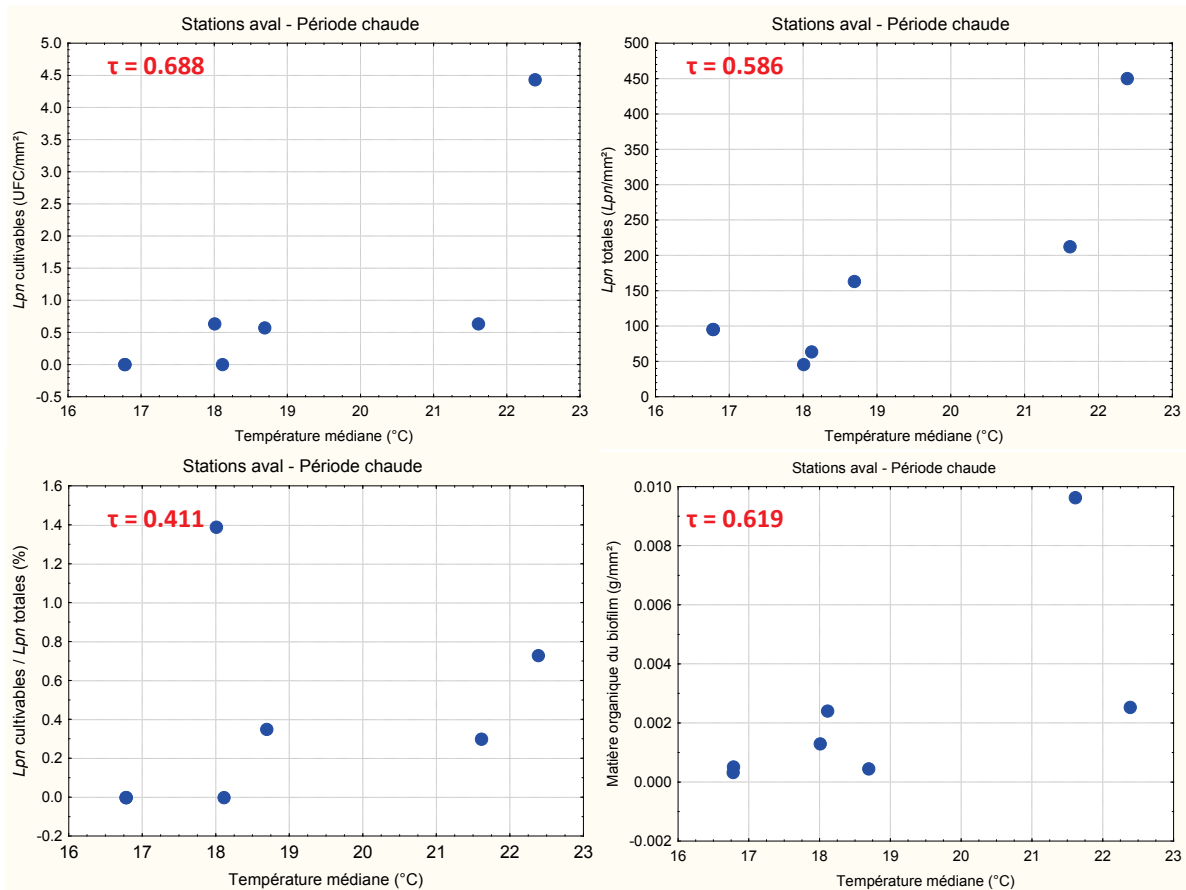 Stations aval - Période chaude
τ = 0.688
5.0
4.5
4.0
3.5
3.0
2.5
2.0
1.5
1.0
0.5
0.0
-0.5
Lpn cultivables (UFC/mm²)
16 17 18 19 20 21 22 23
Température médiane (°C)
Stations aval - Période chaude
τ = 0.586
500
450
400
350
300
250
200
150
100
50
0
Lpn totales (Lpn/mm²)
16 17 18 19 20 21 22 23
Température médiane (°C)
Stations aval - Période chaude
τ = 0.411
1.6
1.4
1.2
1.0
0.8
0.6
0.4
0.2
0.0
-0.2
Lpn cultivables / Lpn totales (%)
16 17 18 19 20 21 22 23
Température médiane (°C)
Stations aval - Période chaude
τ = 0.619
0.010
0.008
0.006
0.004
0.002
0.000
-0.002
Matière organique du biofilm (g/mm²)
16 17 18 19 20 21 22 23
Température médiane (°C)